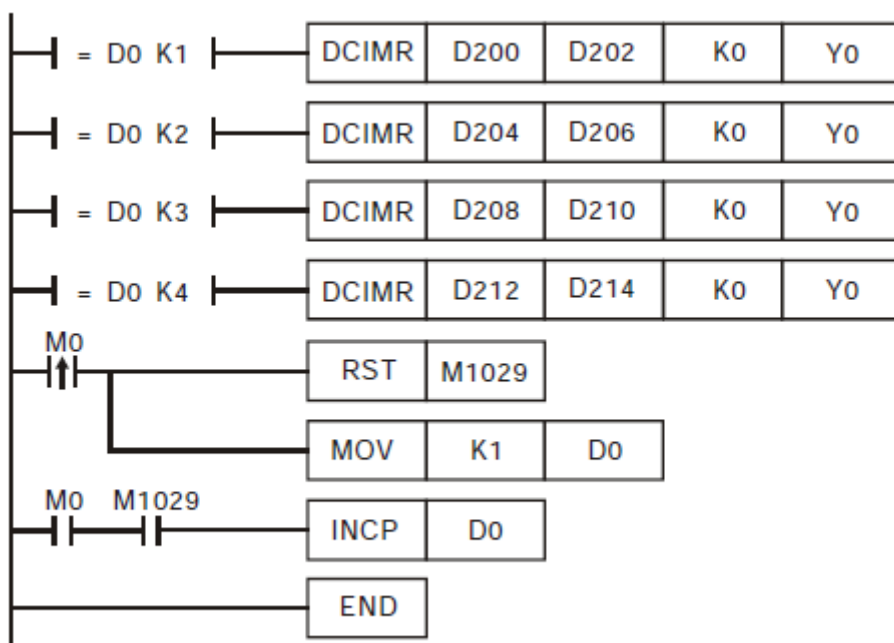 = D0 K1 DCIMR D200 D202 K0 Y0
= D0 K2 DCIMR D204 D206 K0 Y0
= D0 K3 DCIMR D208 D210 K0 Y0
= D0 K4 DCIMR D212 D214 K0 Y0
M0
RST M1029
MOV K1 D0
M0 M1029
INCP D0
END